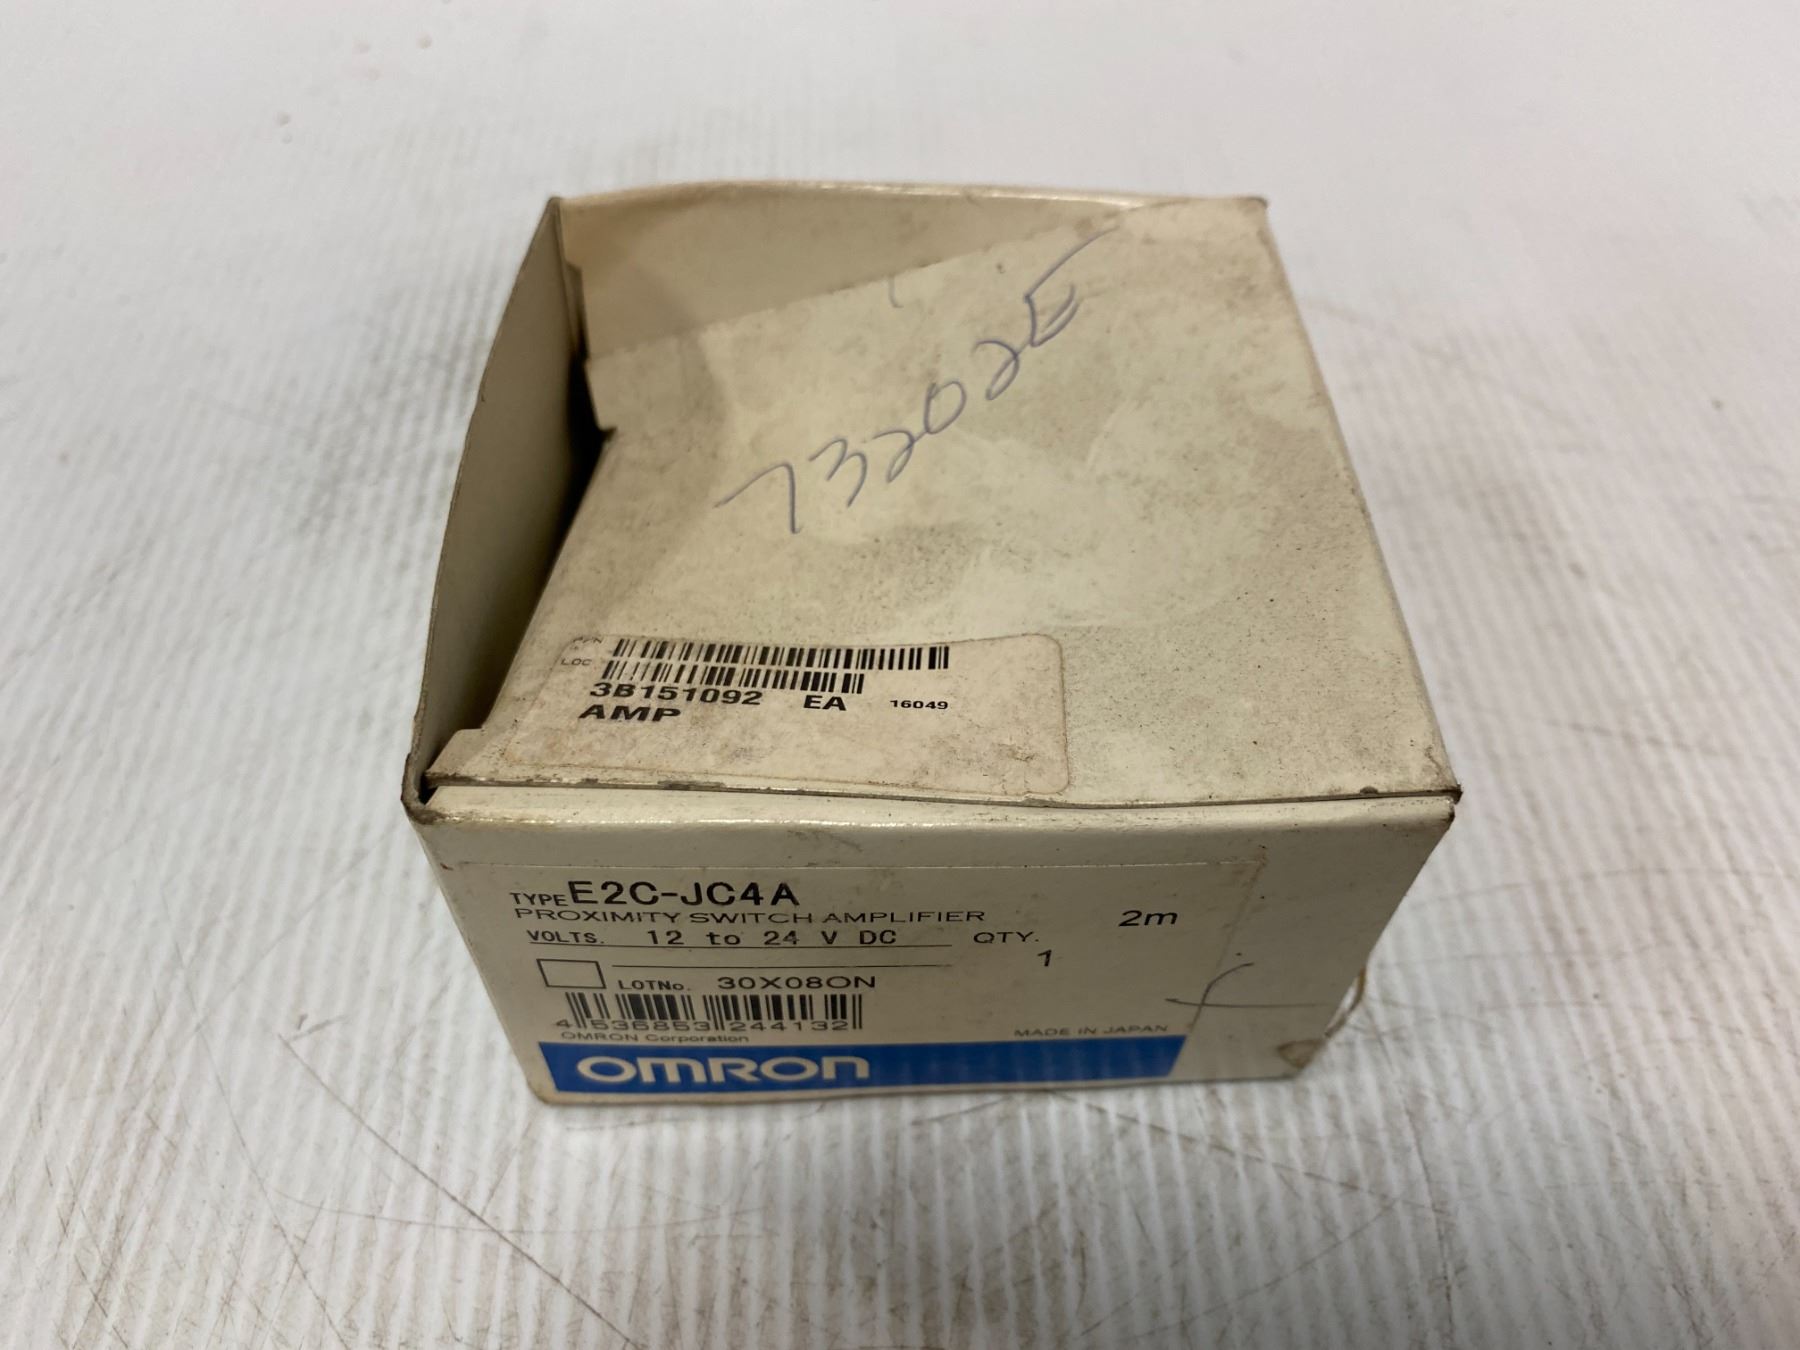 73202E
P/N
LOC
3B151092 EA 16049
AMP
TYPE E2C-JC4A
PROXIMITY SWITCH AMPLIFIER 2m
VOLTS. 12 to 24 V DC QTY.
1
LOTNo. 30X08ON
4 536853 244132
OMRON Corporation MADE IN JAPAN
OMRON